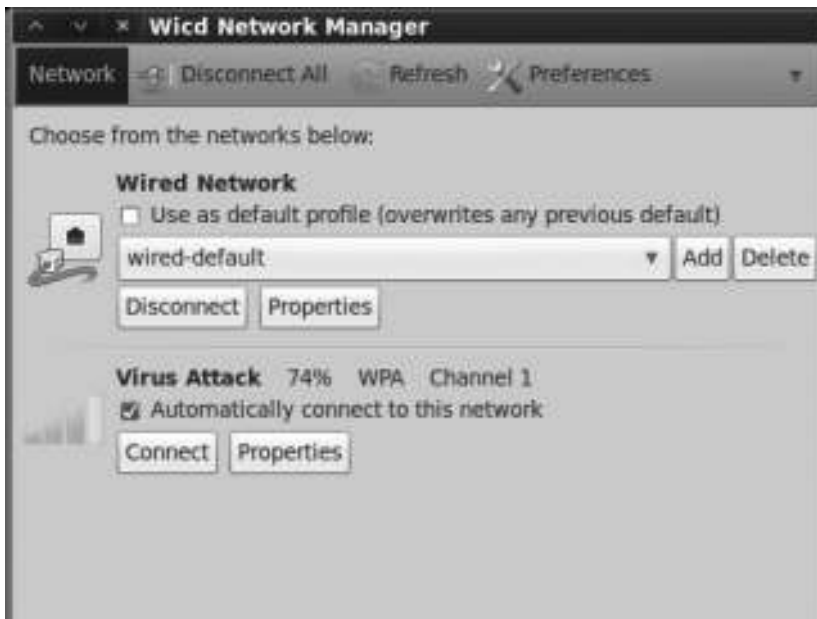 Wicd Network Manager
Network Disconnect All Refresh Preferences
Choose from the networks below:
Wired Network
Use as default profile (overwrites any previous default)
wired-default Add Delete
Disconnect Properties
Virus Attack 74% WPA Channel 1
Automatically connect to this network
Connect Properties